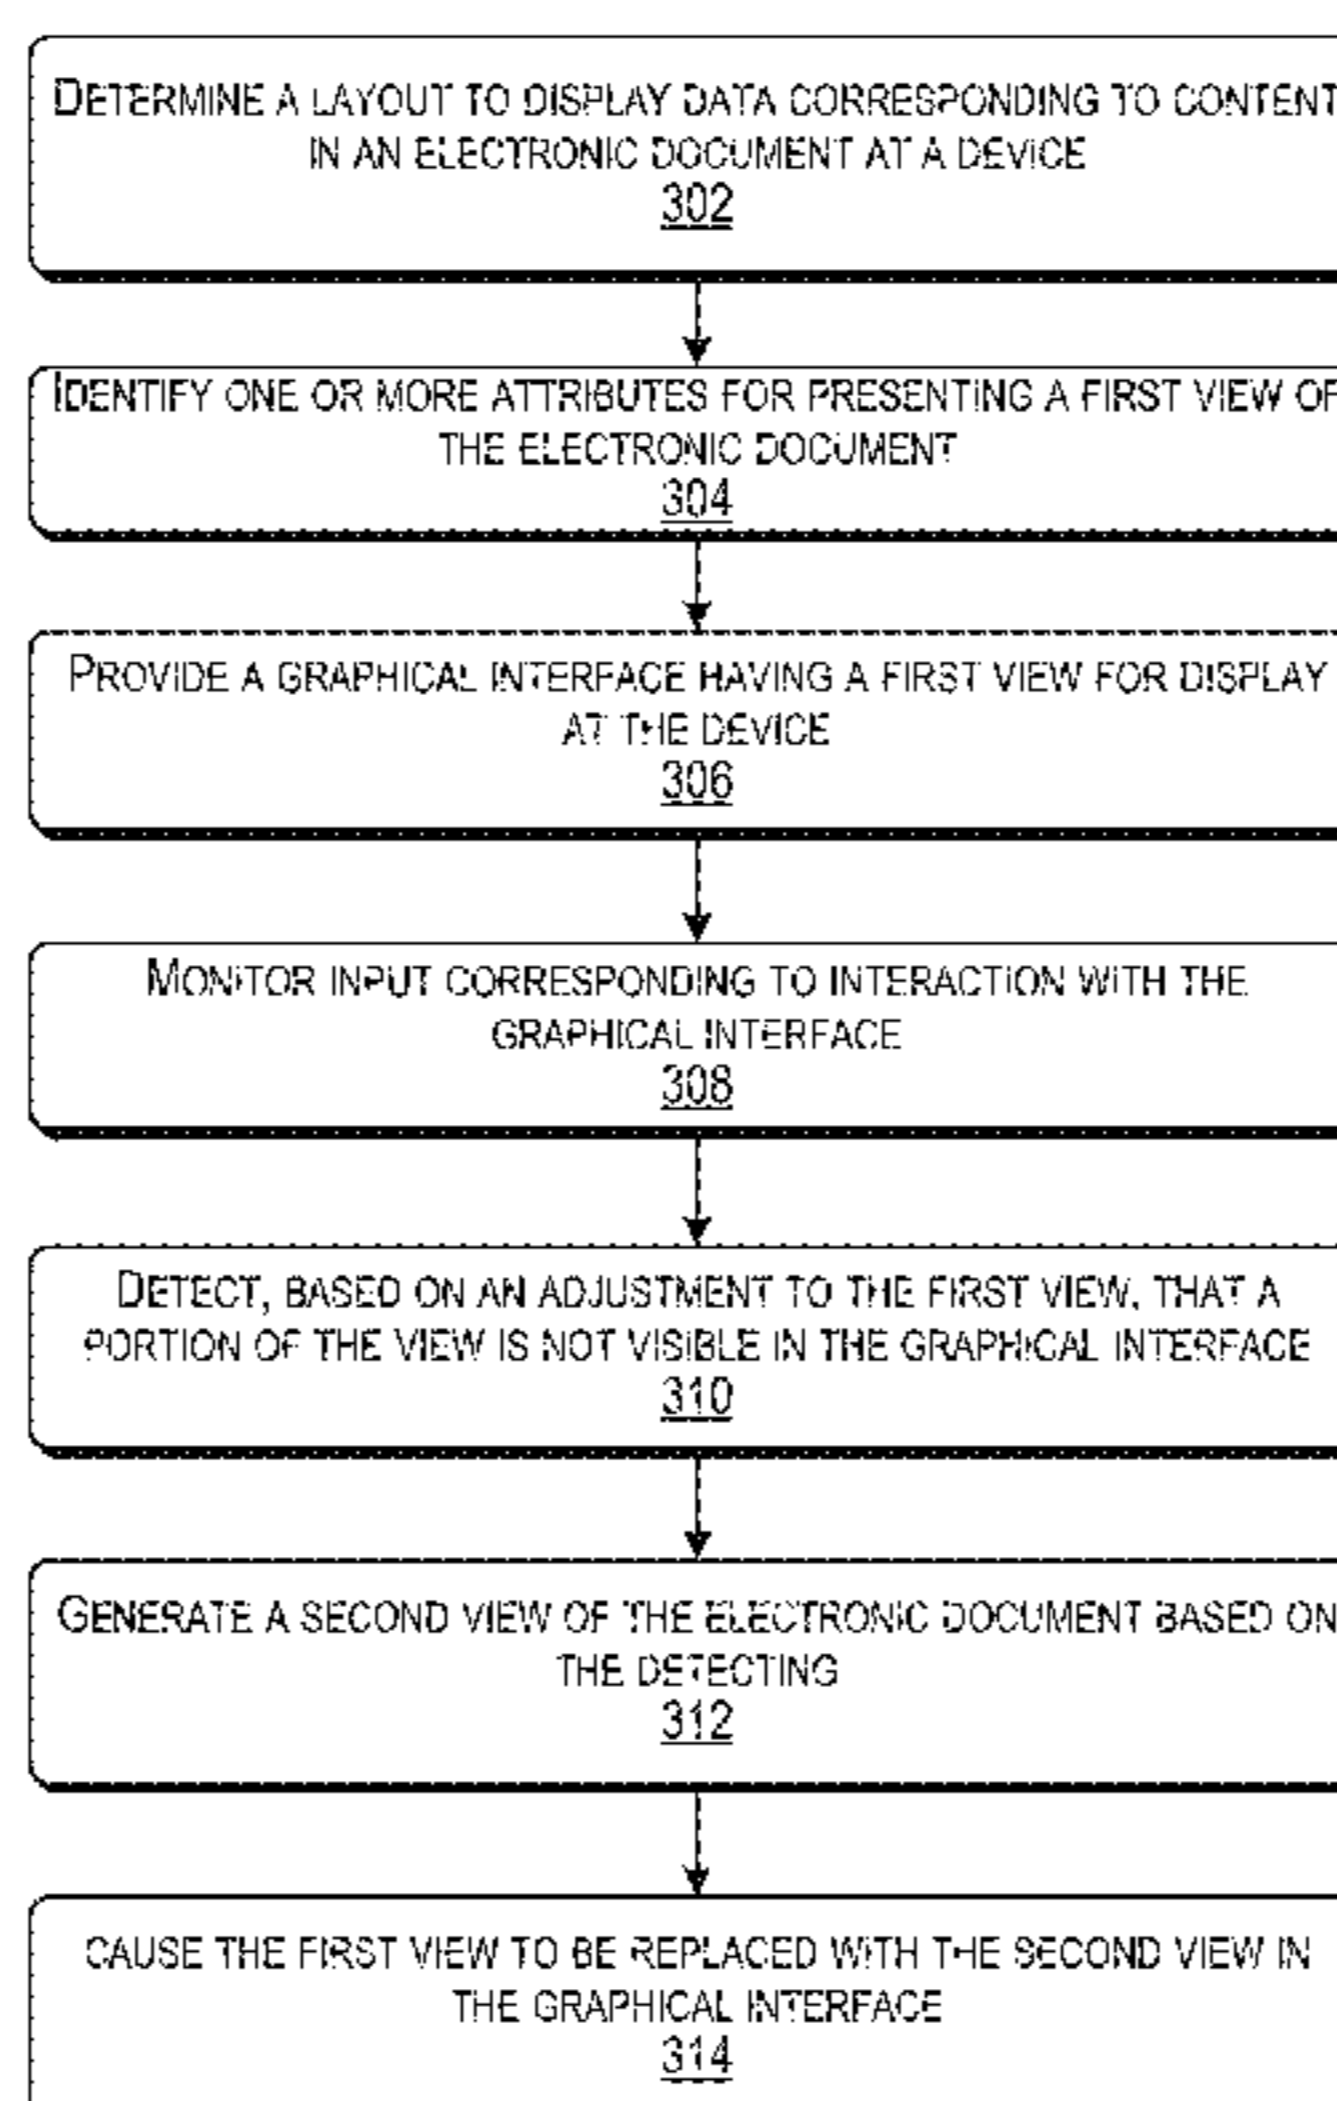 DETERMINE A LAYOUT TO DISPLAY DATA CORRESPONDING TO CONTENT
IN AN ELECTRONIC DOCUMENT AT A DEVICE
302
IDENTIFY ONE OR MORE ATTRIBUTES FOR PRESENTING A FIRST VIEW OF
THE ELECTRONIC DOCUMENT
304
PROVIDE A GRAPHICAL INTERFACE HAVING A FIRST VIEW FOR DISPLAY
AT THE DEVICE
306
MONITOR INPUT CORRESPONDING TO INTERACTION WITH THE
GRAPHICAL INTERFACE
308
DETECT, BASED ON AN ADJUSTMENT TO THE FIRST VIEW, THAT A
PORTION OF THE VIEW IS NOT VISIBLE IN THE GRAPHICAL INTERFACE
310
GENERATE A SECOND VIEW OF THE ELECTRONIC DOCUMENT BASED ON
THE DETECTING
312
CAUSE THE FIRST VIEW TO BE REPLACED WITH THE SECOND VIEW IN
THE GRAPHICAL INTERFACE
314